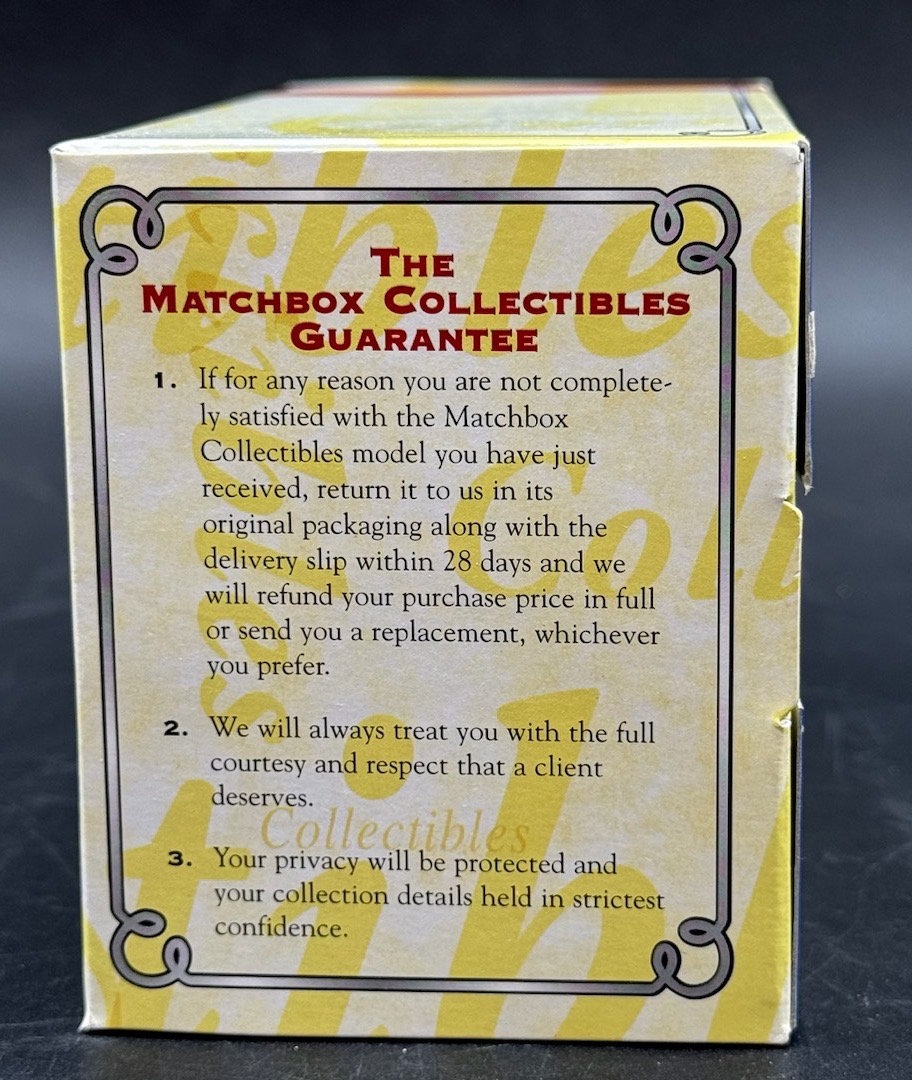 THE
MATCHBOX COLLECTIBLES
GUARANTEE
1. If for any reason you are not complete-
ly satisfied with the Matchbox
Collectibles model you have just
received, return it to us in its
original packaging along with the
delivery slip within 28 days and we
will refund your purchase price in full
or send you a replacement, whichever
you prefer.
2. We will always treat you with the full
courtesy and respect that a client
deserves.
Collectibles
3. Your privacy will be protected and
your collection details held in strictest
confidence.